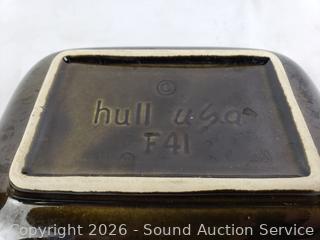 ©
hull usa
F41
Copyright 2026 - Sound Auction Service